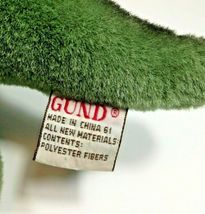 GUND®
MADE IN CHINA 61
ALL NEW MATERIALS
CONTENTS:
POLYESTER FIBERS